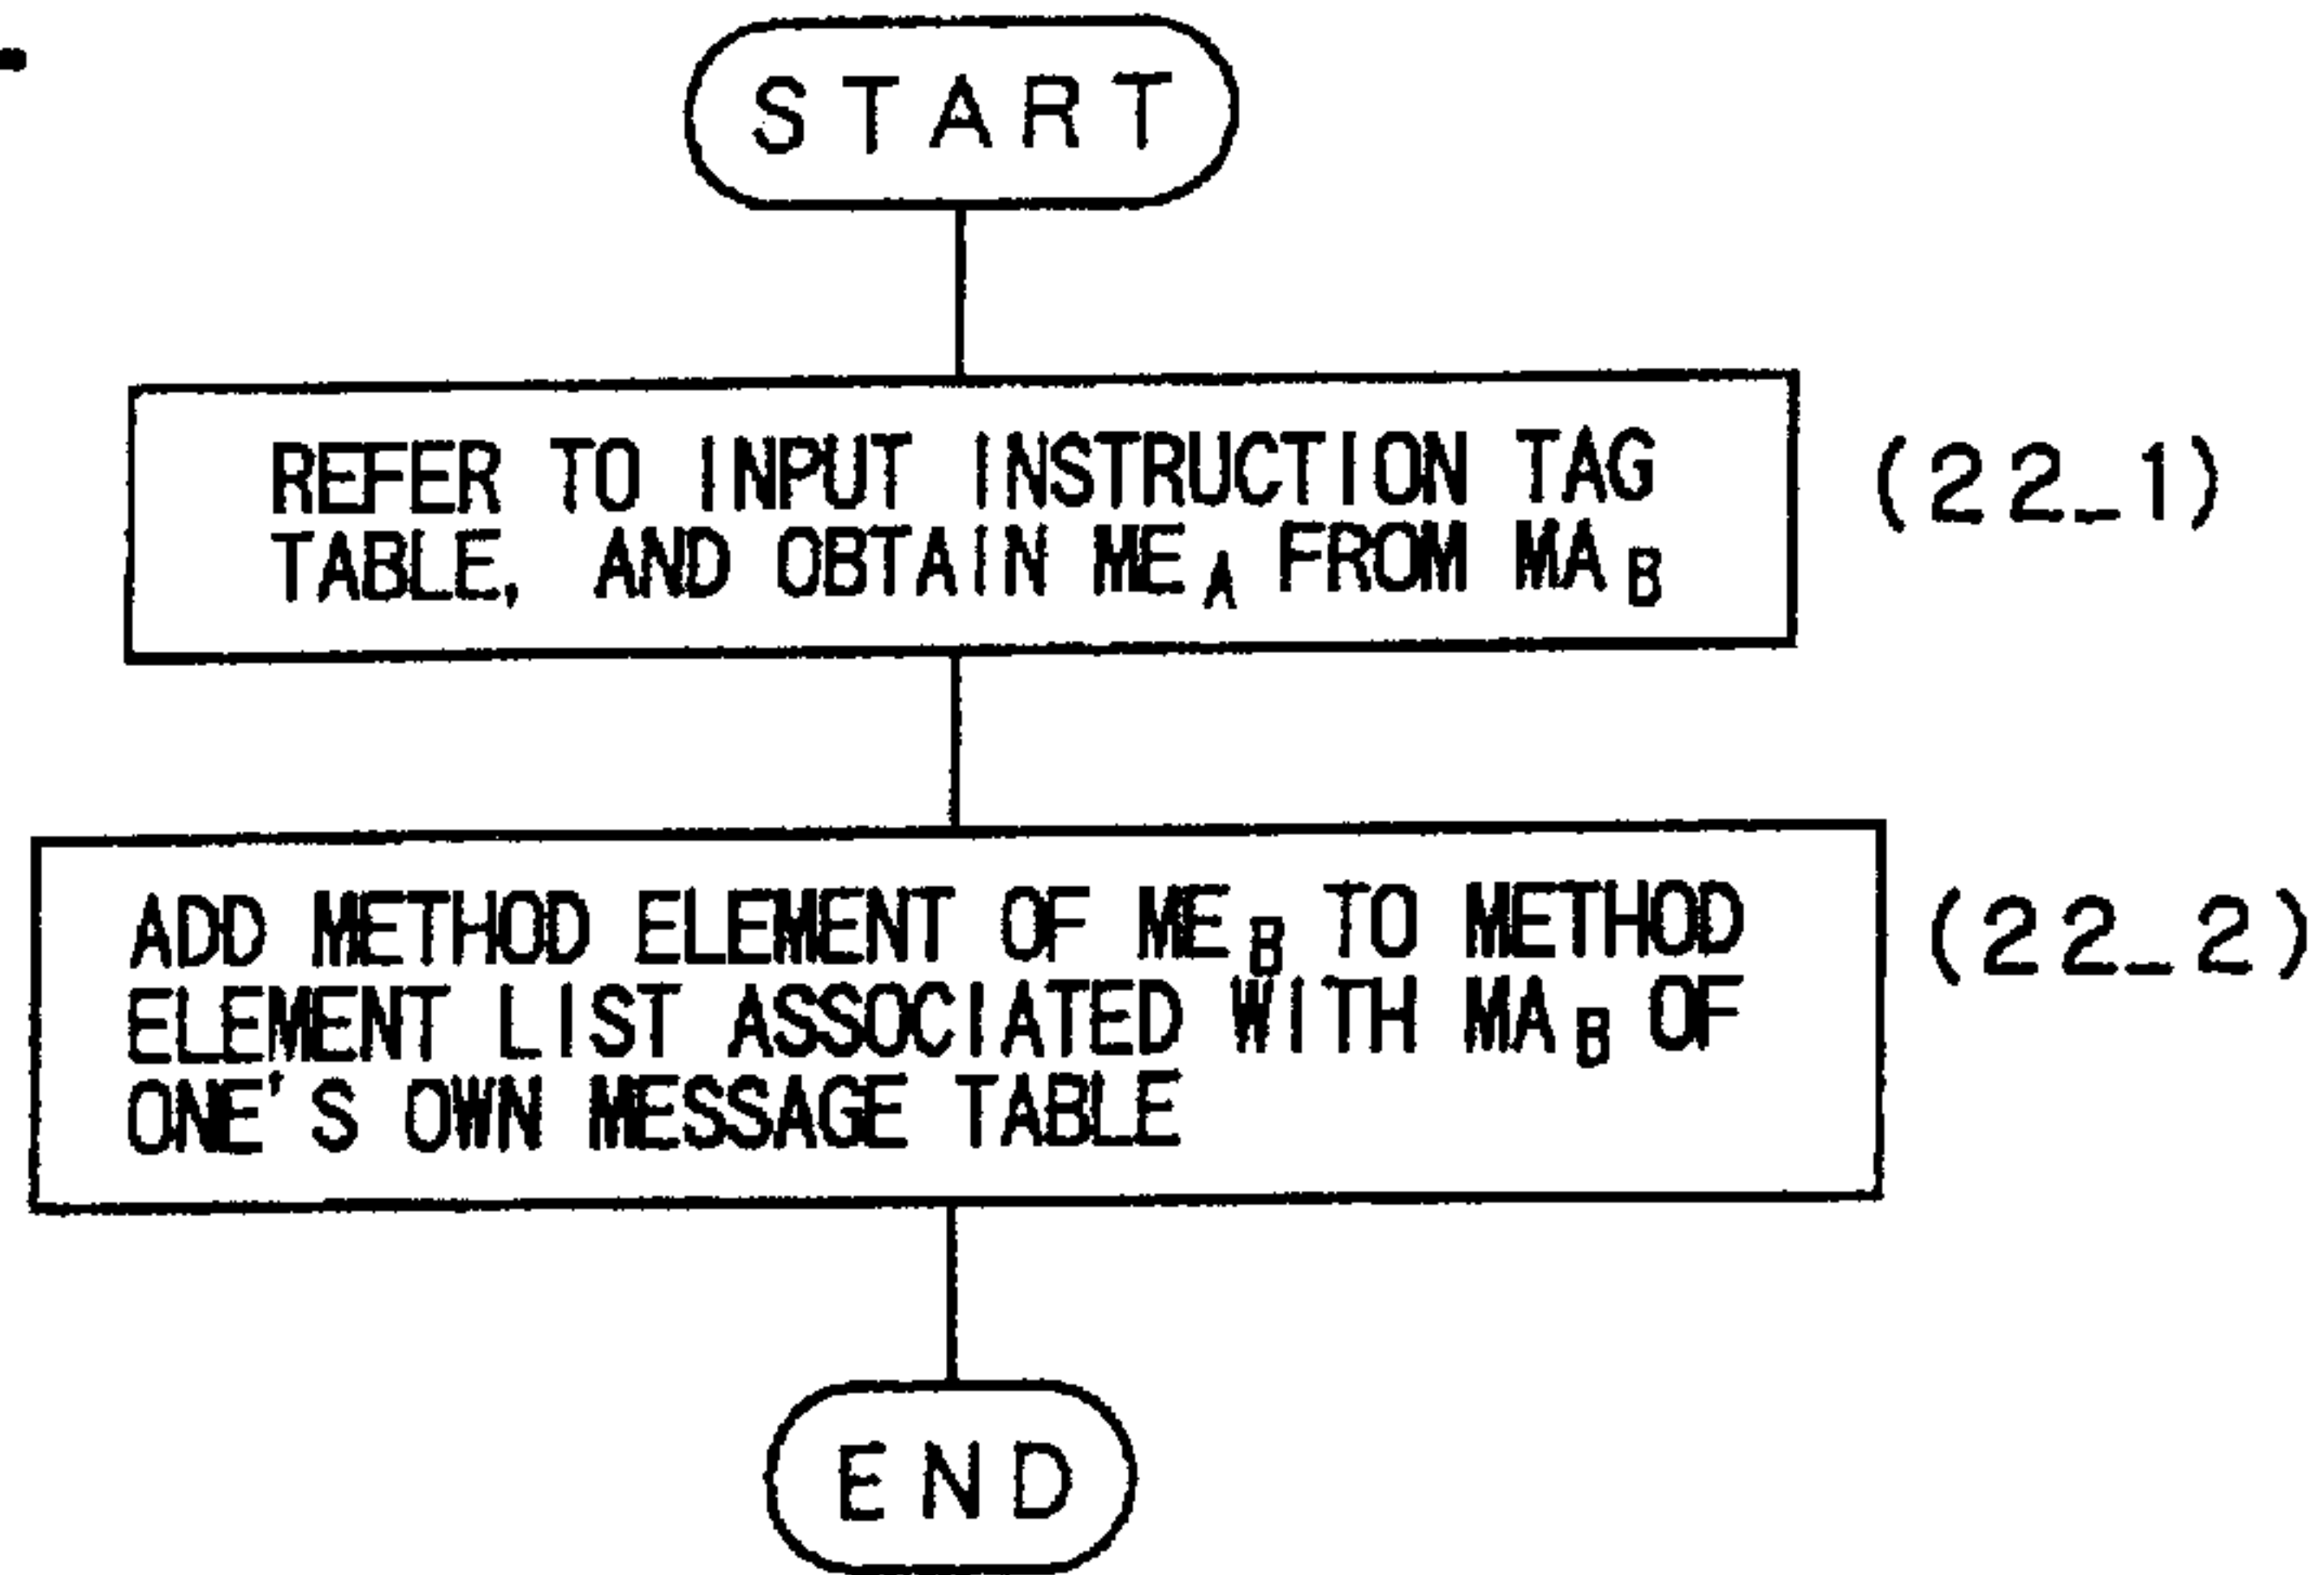 START
REFER TO INPUT INSTRUCTION TAG
TABLE, AND OBTAIN ME_A FROM MA_B
(22_1)
ADD METHOD ELEMENT OF ME_B TO METHOD
ELEMENT LIST ASSOCIATED WITH MA_B OF
ONE'S OWN MESSAGE TABLE
(22_2)
END